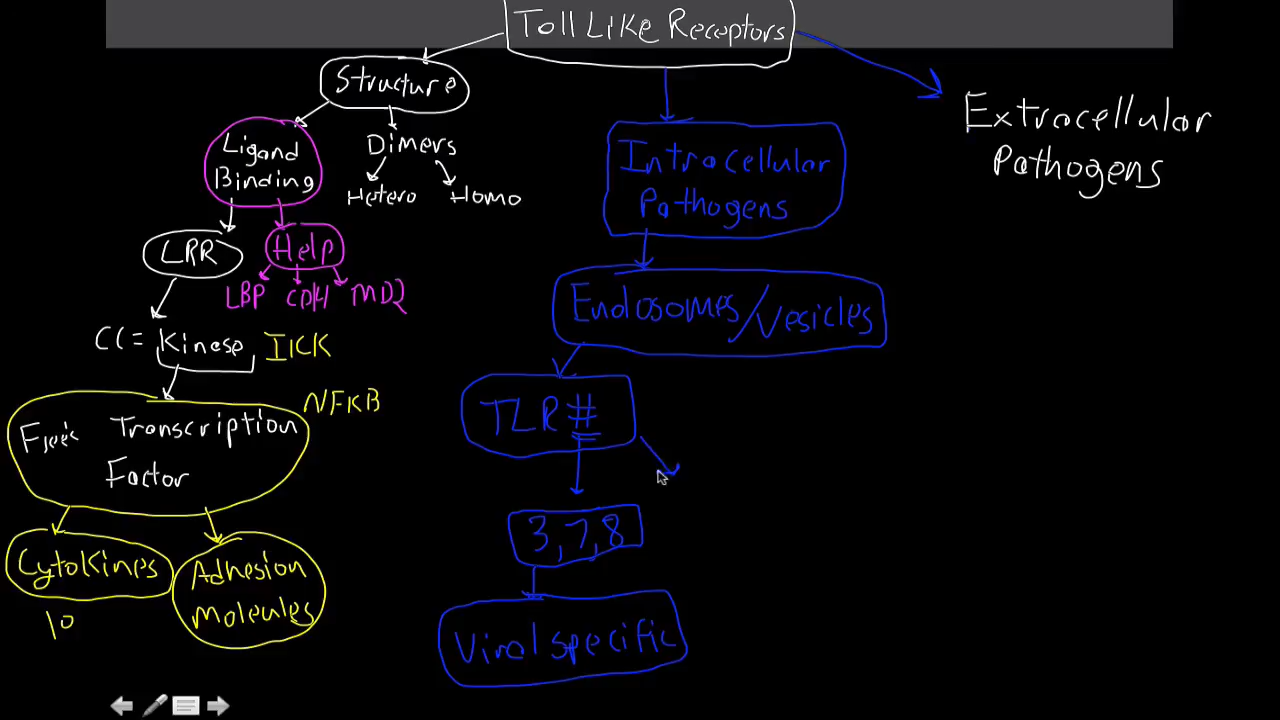 Toll Like Receptors
Structure
Ligand
Binding
Dimers
Hetero
Homo
LRR
Help
LBP
CD14
MD2
CC= Kinase
IKK
NFKB
Transcription
Factor
Cytokines
Adhesion
Molecules
10
Intracellular
Pathogens
Endosomes/Vesicles
TLR #
3,7,8
Viral specific
Extracellular
Pathogens